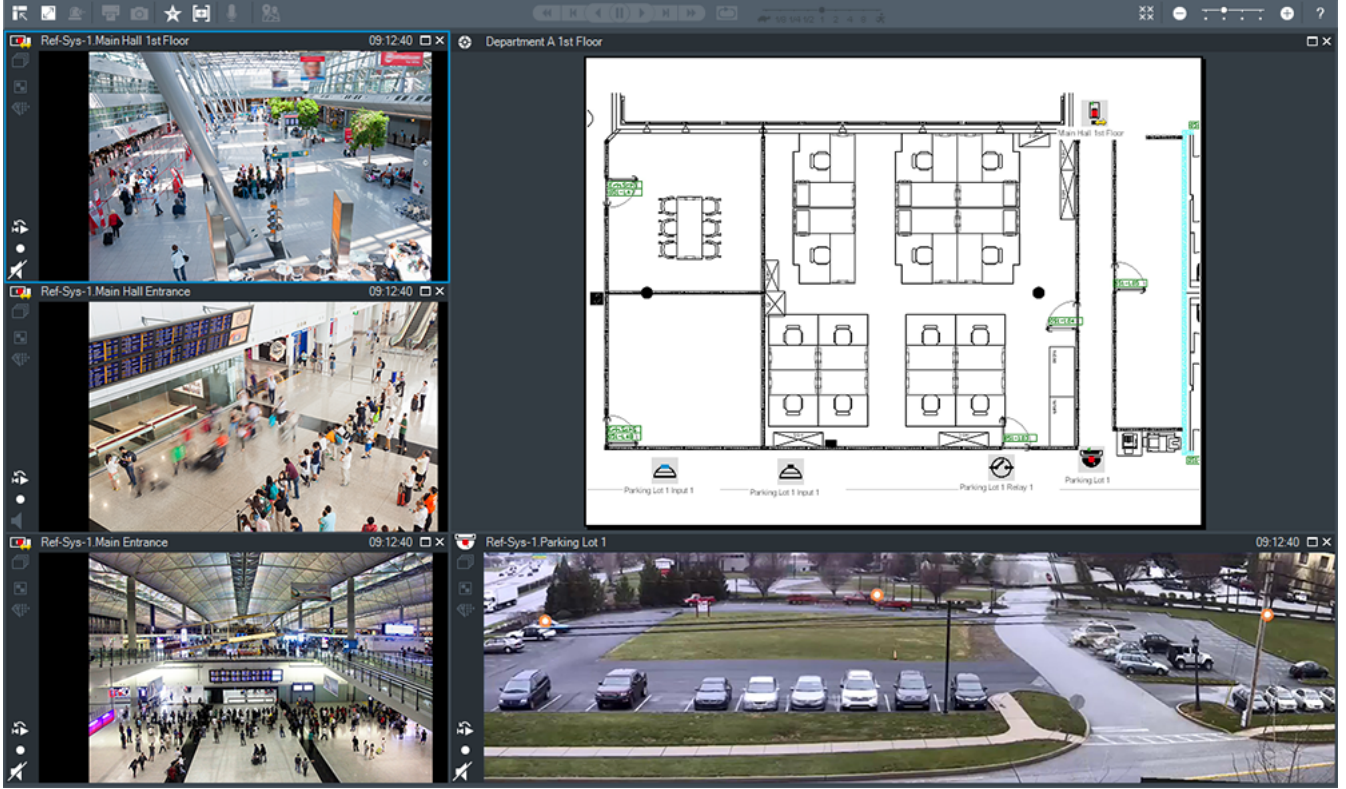 ?
Ref-Sys-1.Main Hall 1st Floor 09:12:40
Department A 1st Floor
Main Hall 1st Floor
Ref-Sys-1.Main Hall Entrance 09:12:40
Parking Lot 1 Input 1
Parking Lot 1 Input 1
Parking Lot 1 Relay 1
Parking Lot 1
Ref-Sys-1.Main Entrance 09:12:40
Ref-Sys-1.Parking Lot 1 09:12:40